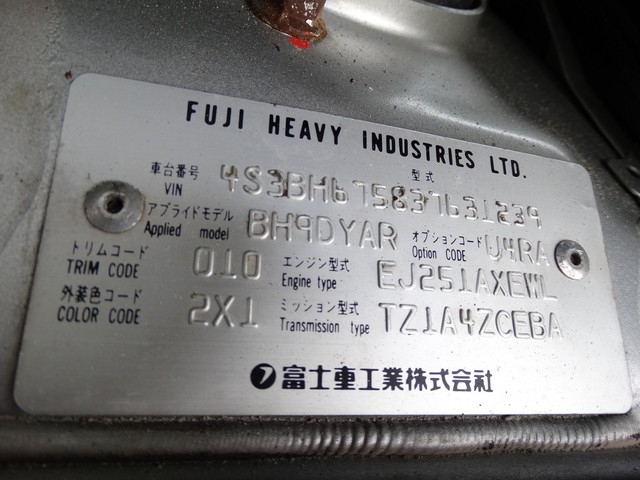 FUJI HEAVY INDUSTRIES LTD.
車台番号 型式
VIN 4S3BH675837631239
アプライドモデル オプションコード
Applied model BH9DYAR Option CODE U4RA
トリムコード エンジン型式
TRIM CODE 010 Engine type EJ251AXEWL
外装色コード ミッション型式
COLOR CODE 2X1 Transmission type TZ1A4ZCEBA
富士重工業株式会社